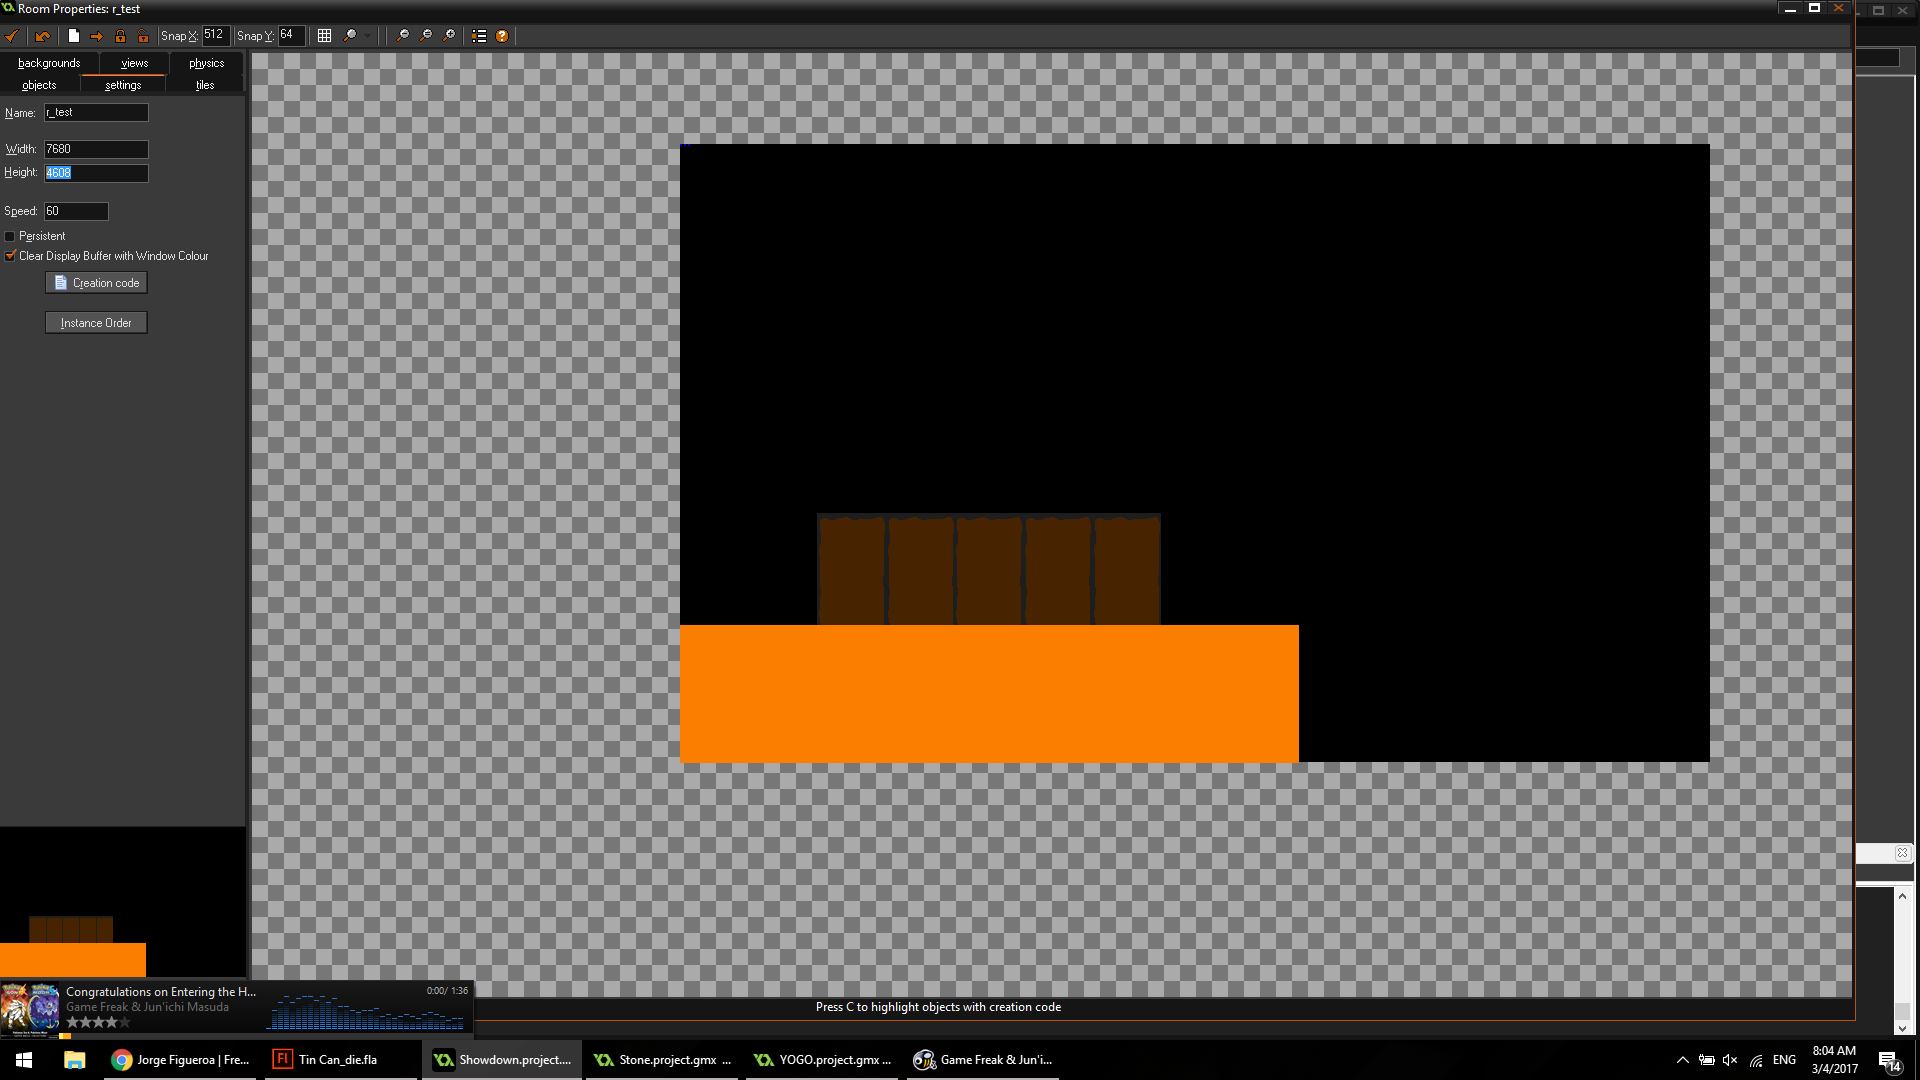 Room Properties: r_test
Snap X: 512 Snap Y: 64
backgrounds views physics
objects settings tiles
Name: r_test
Width: 7680
Height: 4608
Speed: 60
Persistent
Clear Display Buffer with Window Colour
Creation code
Instance Order
Congratulations on Entering the H...
0:00/ 1:36
Game Freak & Jun'ichi Masuda
Press C to highlight objects with creation code
Jorge Figueroa | Fre...
Fl Tin Can_die.fla
Showdown.project....
Stone.project.gmx ...
YOGO.project.gmx ...
Game Freak & Jun'i...
ENG
8:04 AM
3/4/2017
14